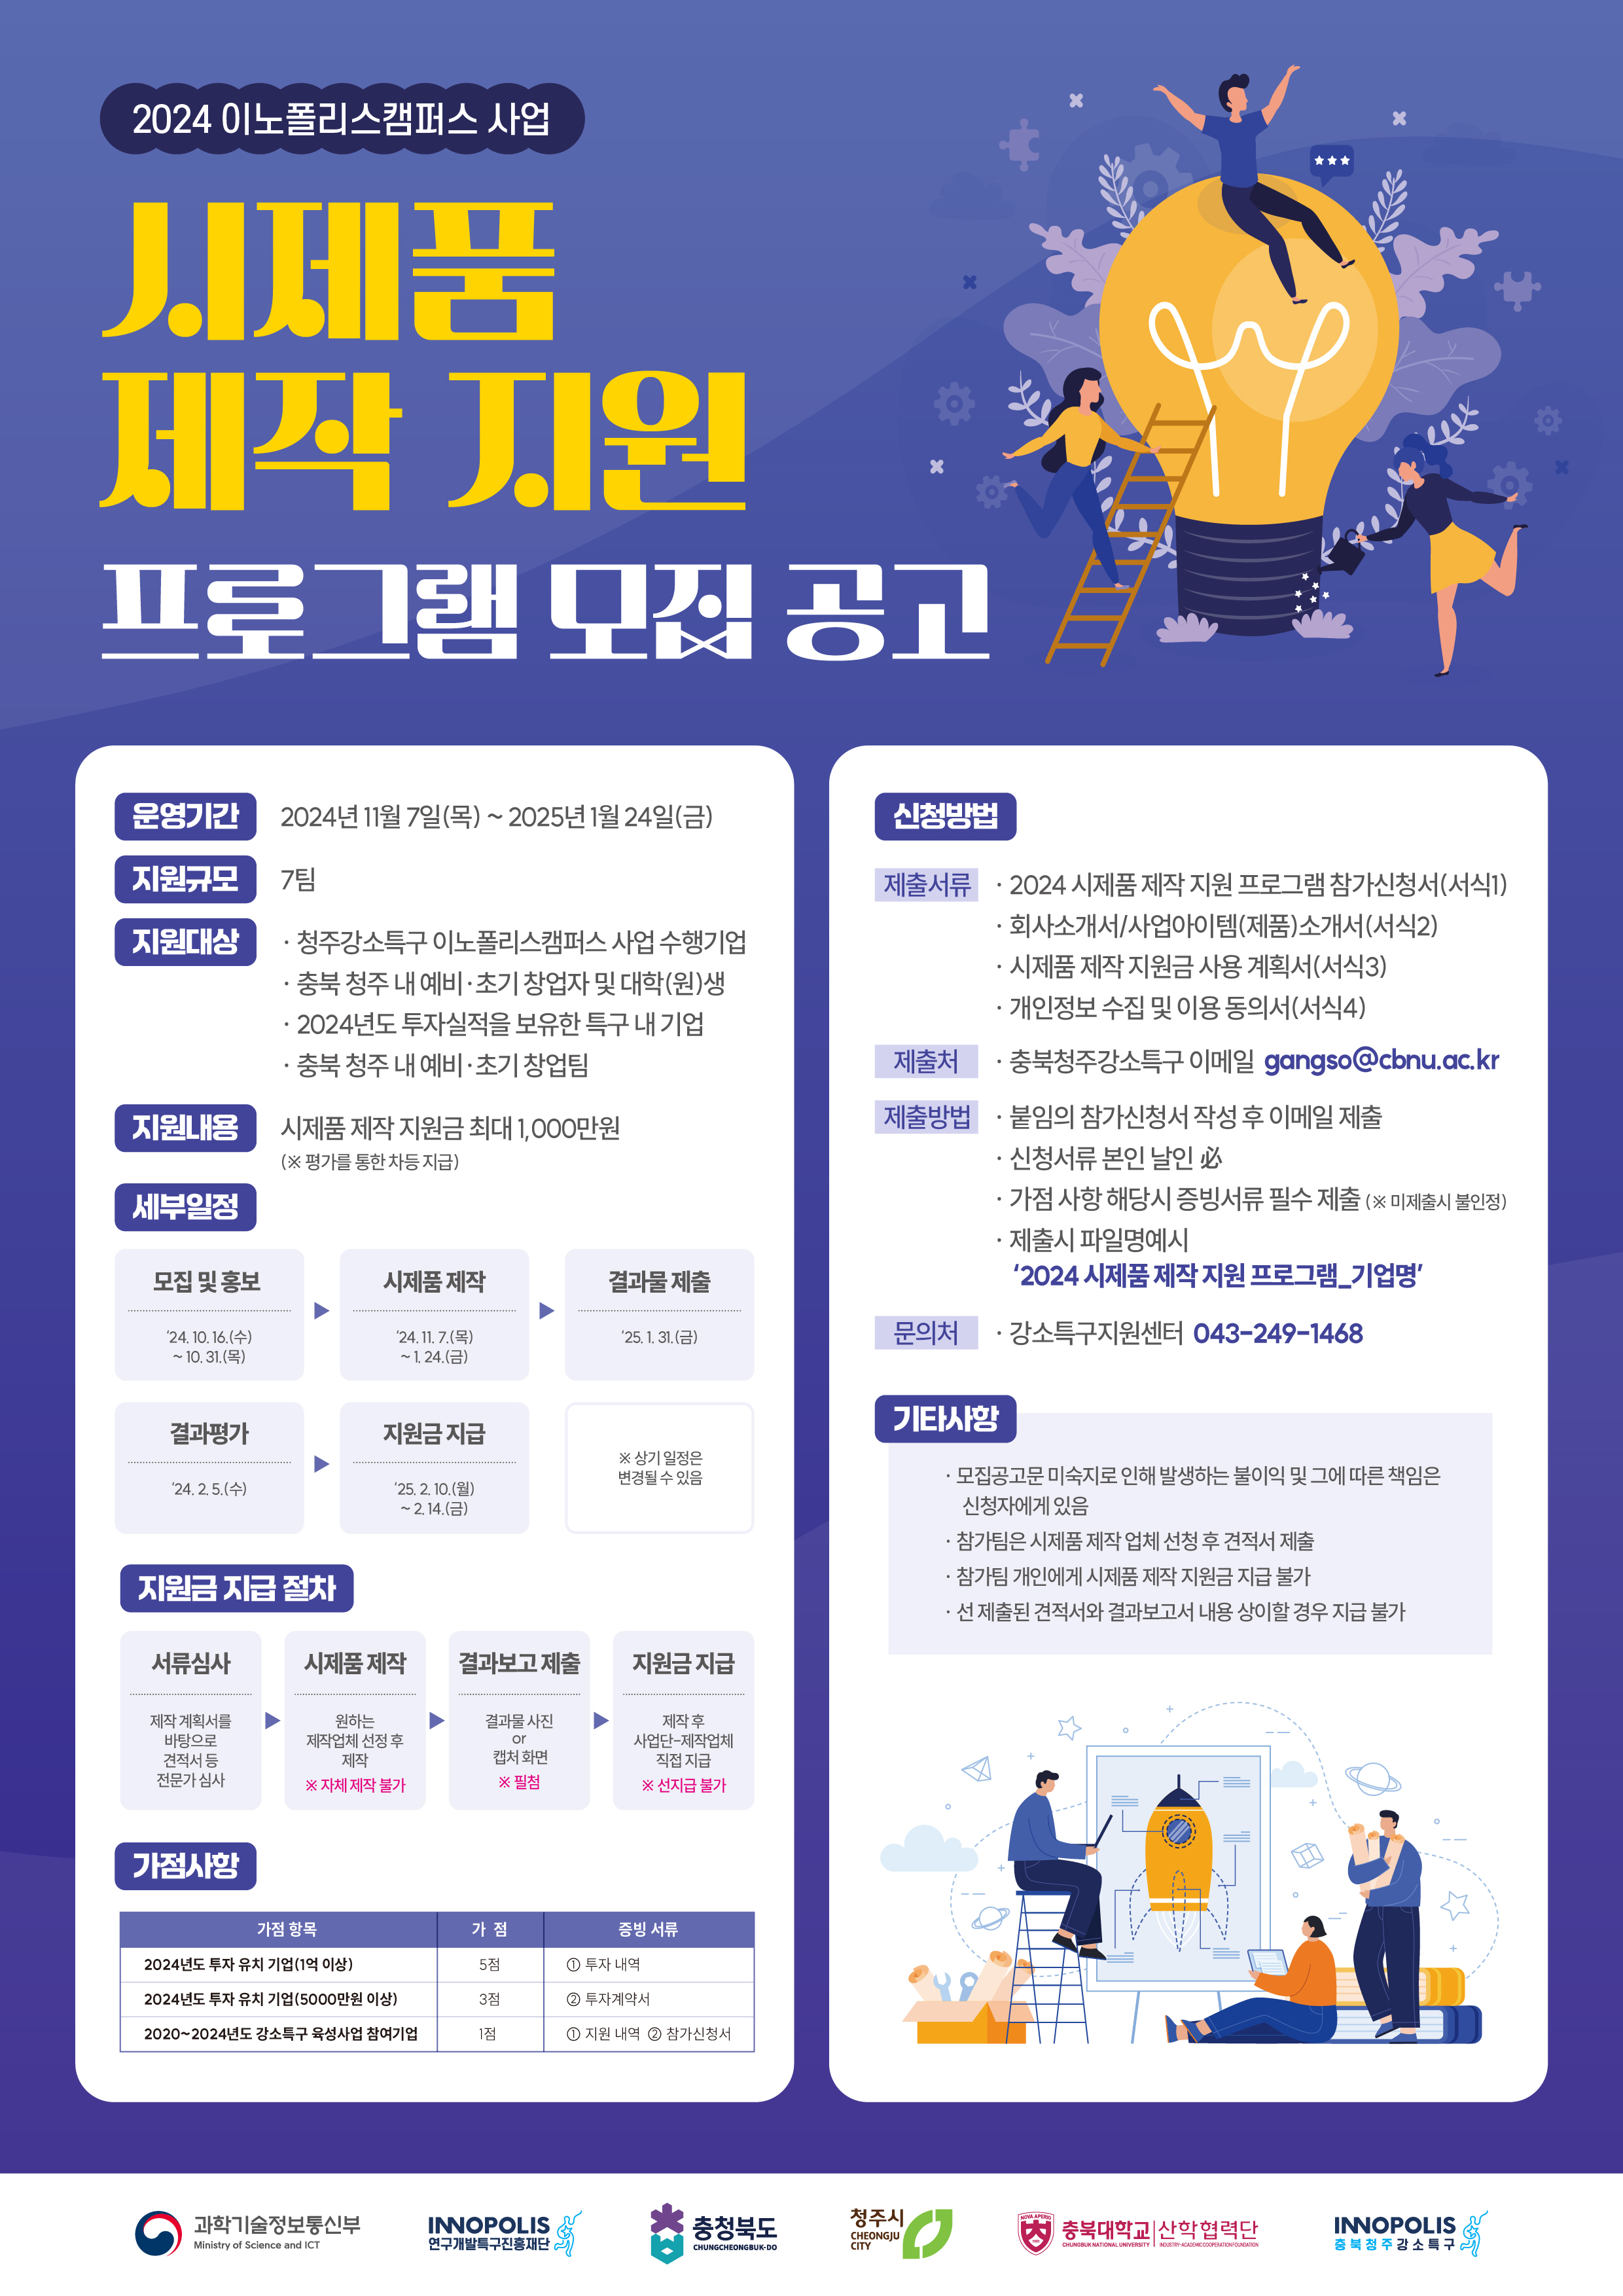 2024 이노폴리스캠퍼스 사업
시제품
제작 지원
프로그램 모집 공고
운영기간
2024년 11월 7일(목) ~ 2025년 1월 24일(금)
지원규모
7팀
지원대상
· 청주강소특구 이노폴리스캠퍼스 사업 수행기업
· 충북 청주 내 예비·초기 창업자 및 대학(원)생
· 2024년도 투자실적을 보유한 특구 내 기업
· 충북 청주 내 예비·초기 창업팀
지원내용
시제품 제작 지원금 최대 1,000만원
(※ 평가를 통한 차등 지급)
세부일정
모집 및 홍보
'24. 10. 16.(수)
~ 10. 31.(목)
시제품 제작
'24. 11. 7.(목)
~ 1. 24.(금)
결과물 제출
'25. 1. 31.(금)
결과평가
'24. 2. 5.(수)
지원금 지급
'25. 2. 10.(월)
~ 2. 14.(금)
※ 상기 일정은
변경될 수 있음
지원금 지급 절차
서류심사
제작 계획서를
바탕으로
견적서 등
전문가 심사
시제품 제작
원하는
제작업체 선정 후
제작
※ 자체 제작 불가
결과보고 제출
결과물 사진
or
캡처 화면
※ 필첨
지원금 지급
제작 후
사업단-제작업체
직접 지급
※ 선지급 불가
가점사항
가점 항목 가 점 증빙 서류
2024년도 투자 유치 기업(1억 이상) 5점 ① 투자 내역
2024년도 투자 유치 기업(5000만원 이상) 3점 ② 투자계약서
2020~2024년도 강소특구 육성사업 참여기업 1점 ① 지원 내역 ② 참가신청서
신청방법
제출서류
· 2024 시제품 제작 지원 프로그램 참가신청서(서식1)
· 회사소개서/사업아이템(제품)소개서(서식2)
· 시제품 제작 지원금 사용 계획서(서식3)
· 개인정보 수집 및 이용 동의서(서식4)
제출처
· 충북청주강소특구 이메일 gangso@cbnu.ac.kr
제출방법
· 붙임의 참가신청서 작성 후 이메일 제출
· 신청서류 본인 날인 必
· 가점 사항 해당시 증빙서류 필수 제출 (※ 미제출시 불인정)
· 제출시 파일명예시
'2024 시제품 제작 지원 프로그램_기업명'
문의처
· 강소특구지원센터 043-249-1468
기타사항
· 모집공고문 미숙지로 인해 발생하는 불이익 및 그에 따른 책임은
신청자에게 있음
· 참가팀은 시제품 제작 업체 선청 후 견적서 제출
· 참가팀 개인에게 시제품 제작 지원금 지급 불가
· 선 제출된 견적서와 결과보고서 내용 상이할 경우 지급 불가
과학기술정보통신부
Ministry of Science and ICT
INNOPOLIS
연구개발특구진흥재단
충청북도
CHUNGCHEONGBUK-DO
청주시
CHEONGJU
CITY
NOVA APERIO
충북대학교 산학협력단
CHUNGBUK NATIONAL UNIVERSITY INDUSTRY-ACADEMIC COOPERATION FOUNDATION
INNOPOLIS
충북청주강소특구